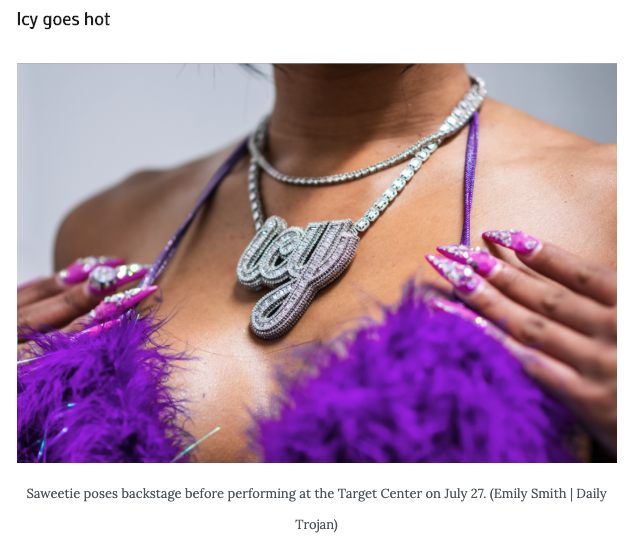 Icy goes hot
icy
Saweetie poses backstage before performing at the Target Center on July 27. (Emily Smith | Daily
Trojan)